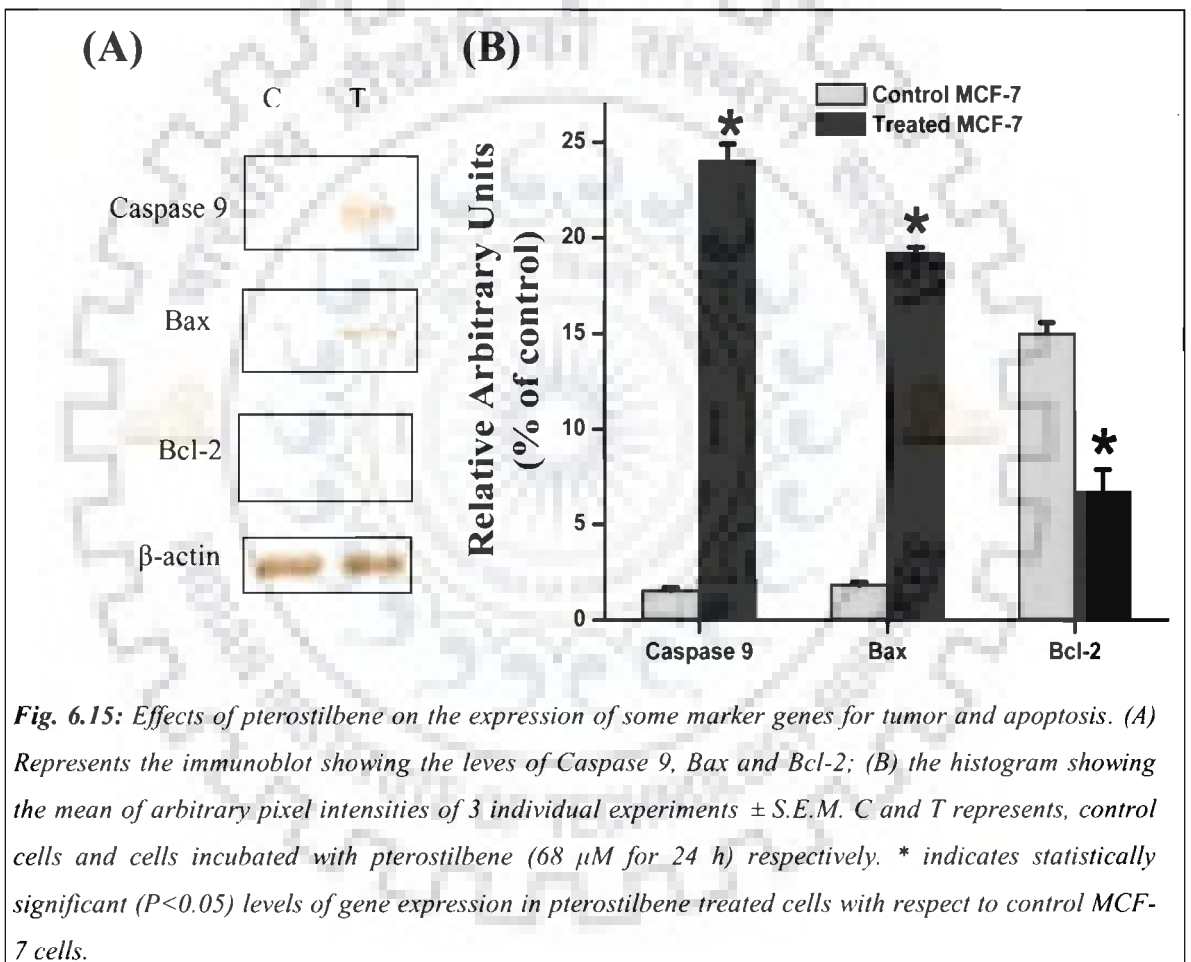 (A)
C T
Caspase 9
Bax
Bcl-2
β-actin
(B)
Control MCF-7
Treated MCF-7
Relative Arbitrary Units
(% of control)
25
20
15
10
5
0
*
*
*
Caspase 9 Bax Bcl-2
Fig. 6.15: Effects of pterostilbene on the expression of some marker genes for tumor and apoptosis. (A)
Represents the immunoblot showing the leves of Caspase 9, Bax and Bcl-2; (B) the histogram showing
the mean of arbitrary pixel intensities of 3 individual experiments ± S.E.M. C and T represents, control
cells and cells incubated with pterostilbene (68 μM for 24 h) respectively. * indicates statistically
significant (P<0.05) levels of gene expression in pterostilbene treated cells with respect to control MCF-
7 cells.